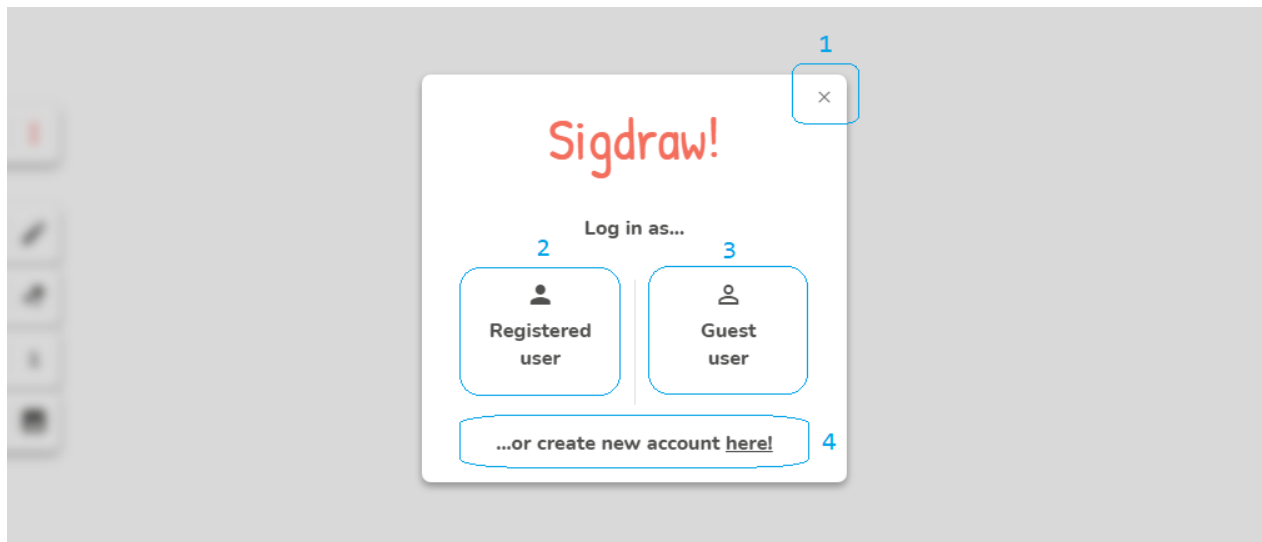 1
×
Sigdraw!
Log in as...
2
3
Registered
user
Guest
user
...or create new account here!
4